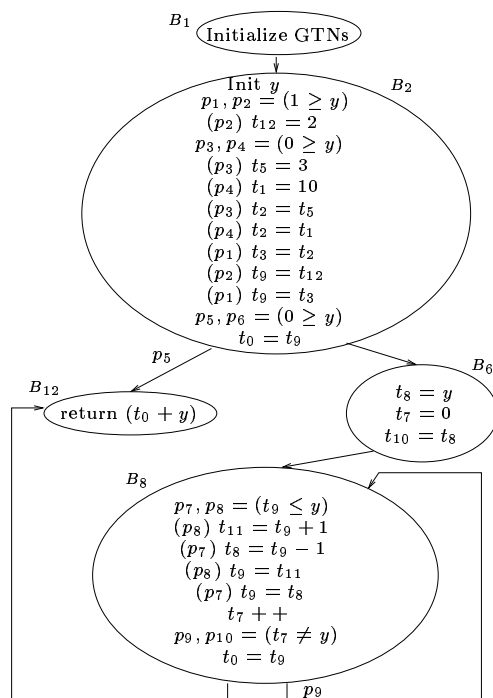 B₁
Initialize GTNs
B₂
Init y
p₁, p₂ = (1 ≥ y)
(p₂) t₁₂ = 2
p₃, p₄ = (0 ≥ y)
(p₃) t₅ = 3
(p₄) t₁ = 10
(p₃) t₂ = t₅
(p₄) t₂ = t₁
(p₁) t₃ = t₂
(p₂) t₉ = t₁₂
(p₁) t₉ = t₃
p₅, p₆ = (0 ≥ y)
t₀ = t₉
p₅
B₁₂
return (t₀ + y)
B₆
t₈ = y
t₇ = 0
t₁₀ = t₈
B₈
p₇, p₈ = (t₉ ≤ y)
(p₈) t₁₁ = t₉ + 1
(p₇) t₈ = t₉ − 1
(p₈) t₉ = t₁₁
(p₇) t₉ = t₈
t₇ + +
p₉, p₁₀ = (t₇ ≠ y)
t₀ = t₉
p₉